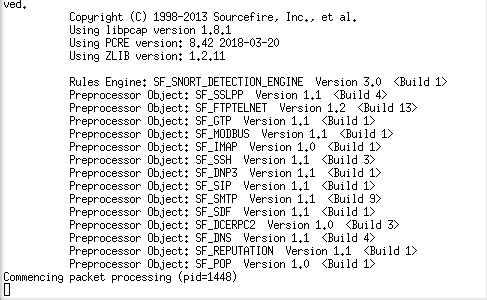 ved.
Copyright (C) 1998-2013 Sourcefire, Inc., et al.
Using libpcap version 1.8.1
Using PCRE version: 8.42 2018-03-20
Using ZLIB version: 1.2.11
Rules Engine: SF_SNORT_DETECTION_ENGINE  Version 3.0  <Build 1>
Preprocessor Object: SF_SSLPP  Version 1.1  <Build 4>
Preprocessor Object: SF_FTPTELNET  Version 1.2  <Build 13>
Preprocessor Object: SF_GTP  Version 1.1  <Build 1>
Preprocessor Object: SF_MODBUS  Version 1.1  <Build 1>
Preprocessor Object: SF_IMAP  Version 1.0  <Build 1>
Preprocessor Object: SF_SSH  Version 1.1  <Build 3>
Preprocessor Object: SF_DNP3  Version 1.1  <Build 1>
Preprocessor Object: SF_SIP  Version 1.1  <Build 1>
Preprocessor Object: SF_SMTP  Version 1.1  <Build 9>
Preprocessor Object: SF_SDF  Version 1.1  <Build 1>
Preprocessor Object: SF_DCERPC2  Version 1.0  <Build 3>
Preprocessor Object: SF_DNS  Version 1.1  <Build 4>
Preprocessor Object: SF_REPUTATION  Version 1.1  <Build 1>
Preprocessor Object: SF_POP  Version 1.0  <Build 1>
Commencing packet processing (pid=1448)